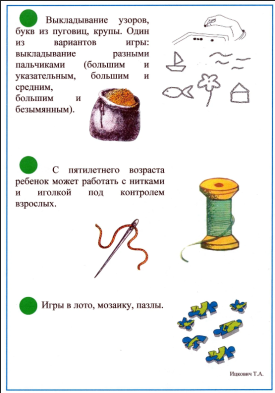 Выкладывание узоров,
букв из пуговиц, крупы. Один
из вариантов игры:
выкладывание разными
пальчиками (большим и
указательным, большим и
средним,
большим и
безымянным).
С пятилетнего возраста
ребенок может работать с нитками
и иголкой под контролем
взрослых.
Игры в лото, мозаику, пазлы.
Ишкович Т.А.